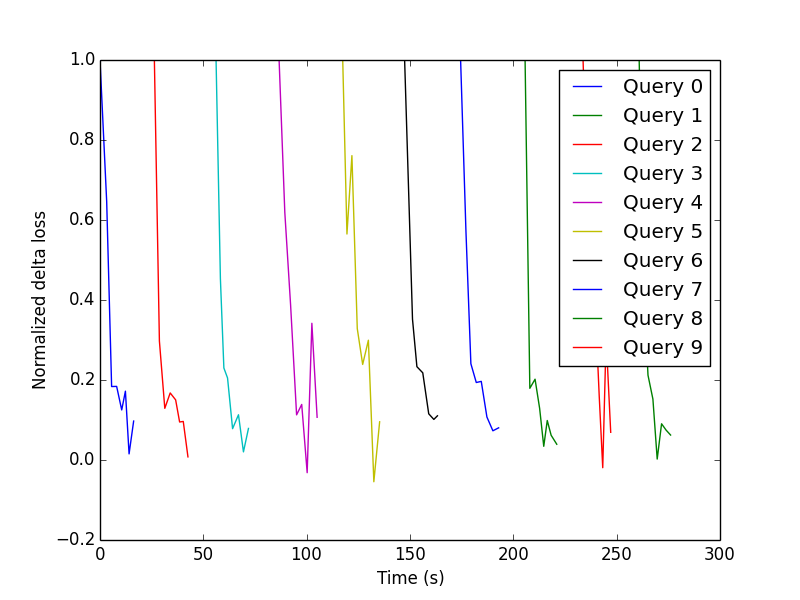 1.0
0.8
0.6
0.4
0.2
0.0
−0.2
Normalized delta loss
0 50 100 150 200 250 300
Time (s)
Query 0
Query 1
Query 2
Query 3
Query 4
Query 5
Query 6
Query 7
Query 8
Query 9